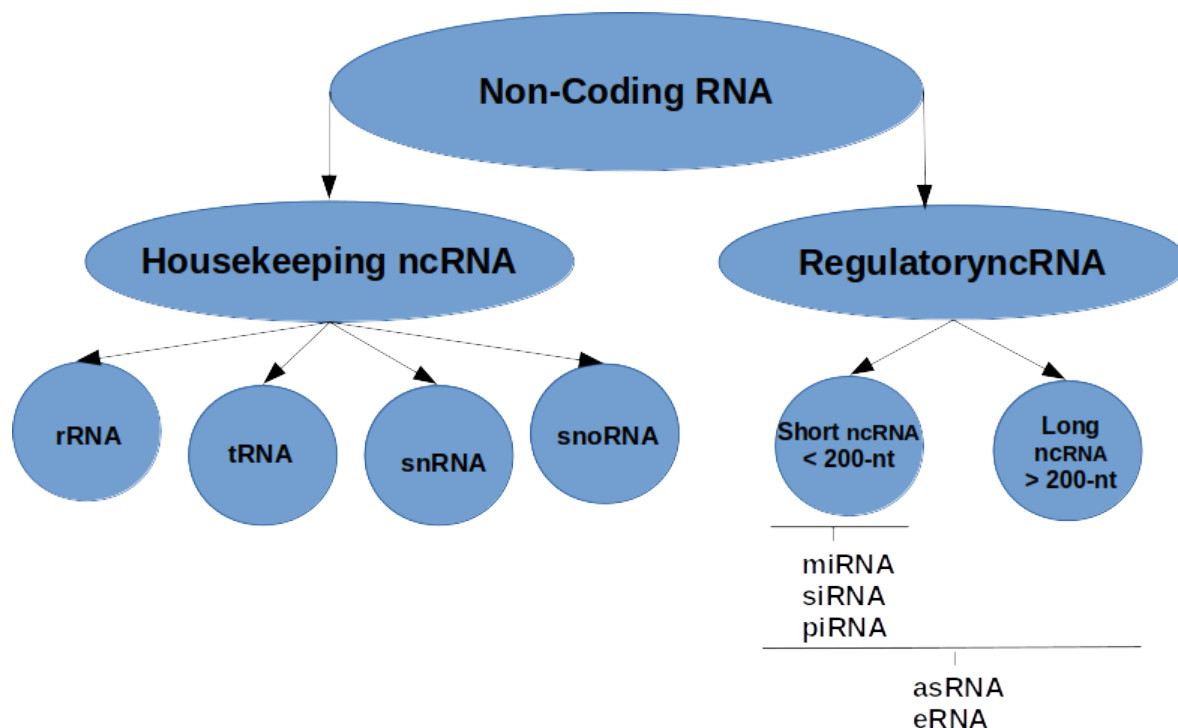 Non-Coding RNA
Housekeeping ncRNA
RegulatoryncRNA
rRNA
tRNA
snRNA
snoRNA
Short ncRNA
< 200-nt
Long
ncRNA
> 200-nt
miRNA
siRNA
piRNA
asRNA
eRNA